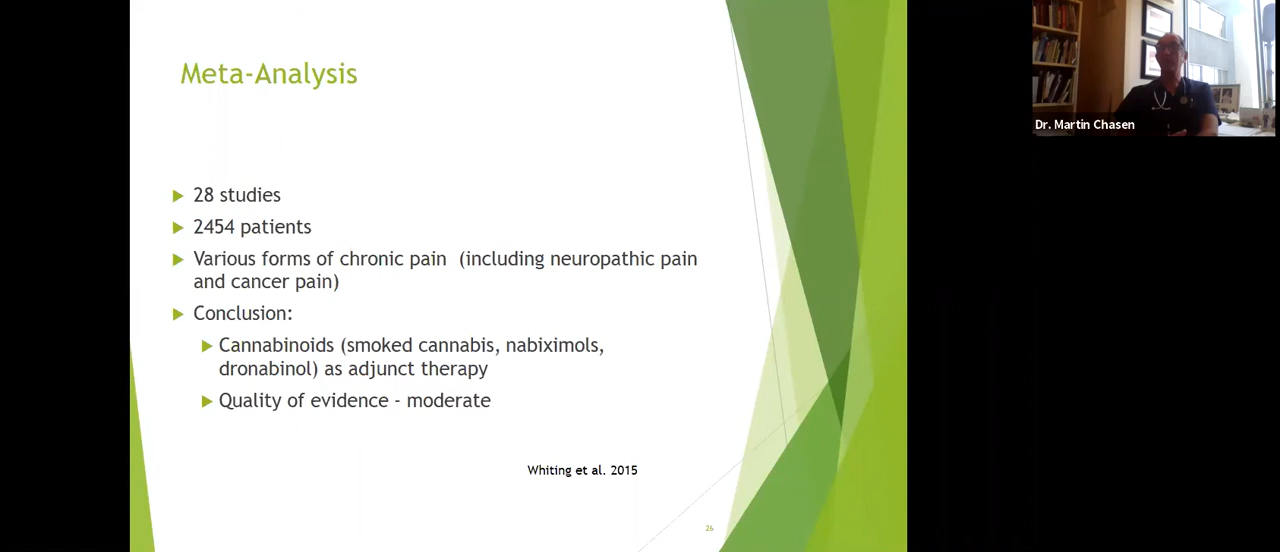 Meta-Analysis
28 studies
2454 patients
Various forms of chronic pain (including neuropathic pain
and cancer pain)
Conclusion:
Cannabinoids (smoked cannabis, nabiximols,
dronabinol) as adjunct therapy
Quality of evidence - moderate
Whiting et al. 2015
26
Dr. Martin Chasen